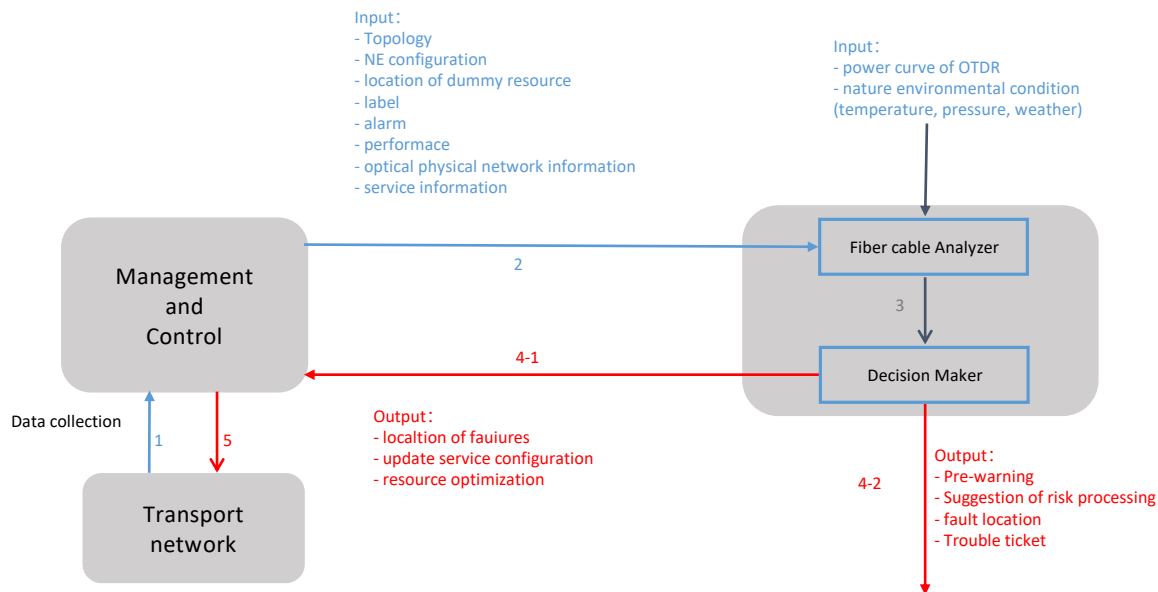 Input：
- Topology
- NE configuration
- location of dummy resource
- label
- alarm
- performace
- optical physical network information
- service information
Input：
- power curve of OTDR
- nature environmental condition
(temperature, pressure, weather)
Management
and
Control
2
Fiber cable Analyzer
3
4-1
Decision Maker
Data collection
1
5
Output：
- localtion of fauiures
- update service configuration
- resource optimization
4-2
Output：
- Pre-warning
- Suggestion of risk processing
- fault location
- Trouble ticket
Transport
network